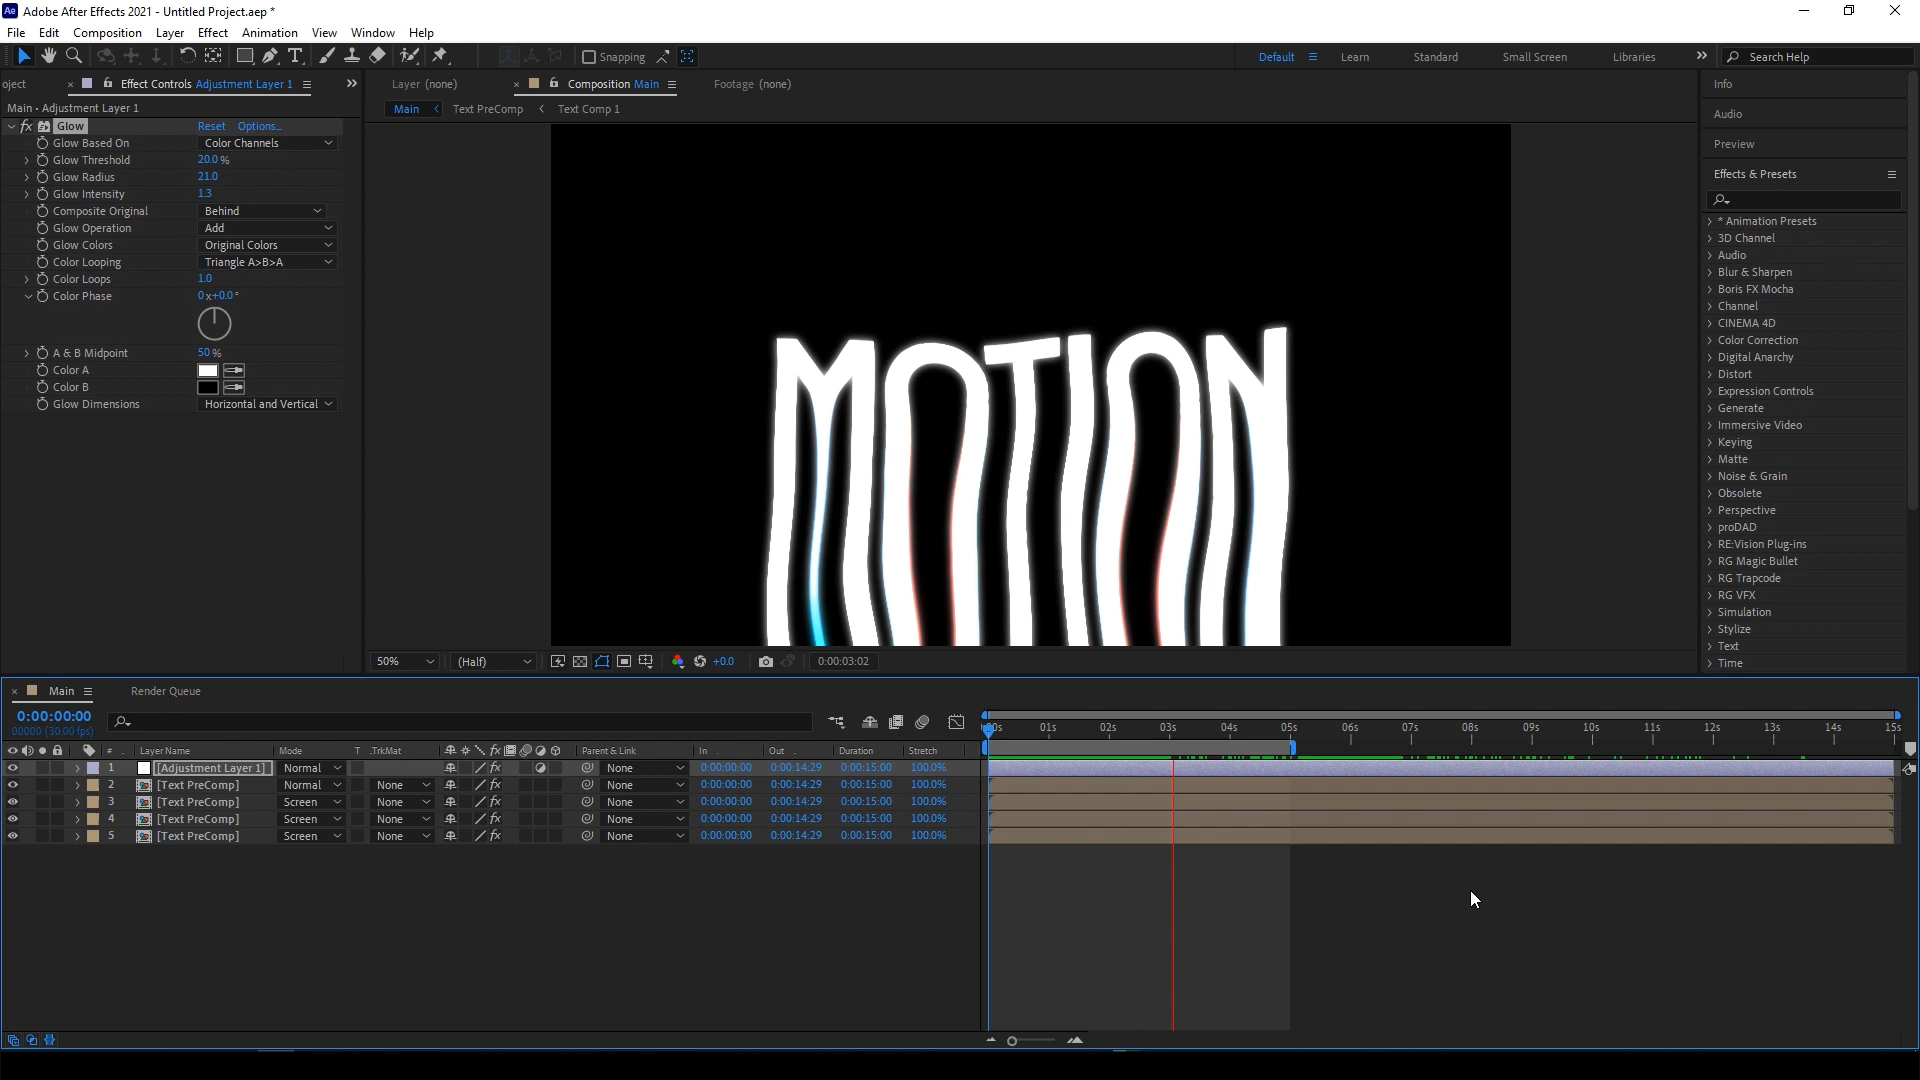 Ae Adobe After Effects 2021 - Untitled Project.aep *
File Edit Composition Layer Effect Animation View Window Help
Snapping Default Learn Standard Small Screen Libraries Search Help
oject Effect Controls Adjustment Layer 1
Layer (none) Composition Main Footage (none)
Main • Adjustment Layer 1
Main Text PreComp Text Comp 1
fx Glow Reset Options...
Glow Based On Color Channels
Glow Threshold 20.0 %
Glow Radius 21.0
Glow Intensity 1.3
Composite Original Behind
Glow Operation Add
Glow Colors Original Colors
Color Looping Triangle A>B>A
Color Loops 1.0
Color Phase 0x+0.0°
A & B Midpoint 50 %
Color A
Color B
Glow Dimensions Horizontal and Vertical
MOTION
50% (Half) +0.0 0:00:03:02
Info
Audio
Preview
Effects & Presets
* Animation Presets
3D Channel
Audio
Blur & Sharpen
Boris FX Mocha
Channel
CINEMA 4D
Color Correction
Digital Anarchy
Distort
Expression Controls
Generate
Immersive Video
Keying
Matte
Noise & Grain
Obsolete
Perspective
proDAD
RE:Vision Plug-ins
RG Magic Bullet
RG Trapcode
RG VFX
Simulation
Stylize
Text
Time
Main Render Queue
0:00:00:00
00000 (30.00 fps)
00s 01s 02s 03s 04s 05s 06s 07s 08s 09s 10s 11s 12s 13s 14s 15s
# Layer Name Mode T .TrkMat fx Parent & Link In Out Duration Stretch
1 [Adjustment Layer 1] Normal fx None 0:00:00:00 0:00:14:29 0:00:15:00 100.0%
2 [Text PreComp] Normal None fx None 0:00:00:00 0:00:14:29 0:00:15:00 100.0%
3 [Text PreComp] Screen None fx None 0:00:00:00 0:00:14:29 0:00:15:00 100.0%
4 [Text PreComp] Screen None fx None 0:00:00:00 0:00:14:29 0:00:15:00 100.0%
5 [Text PreComp] Screen None fx None 0:00:00:00 0:00:14:29 0:00:15:00 100.0%